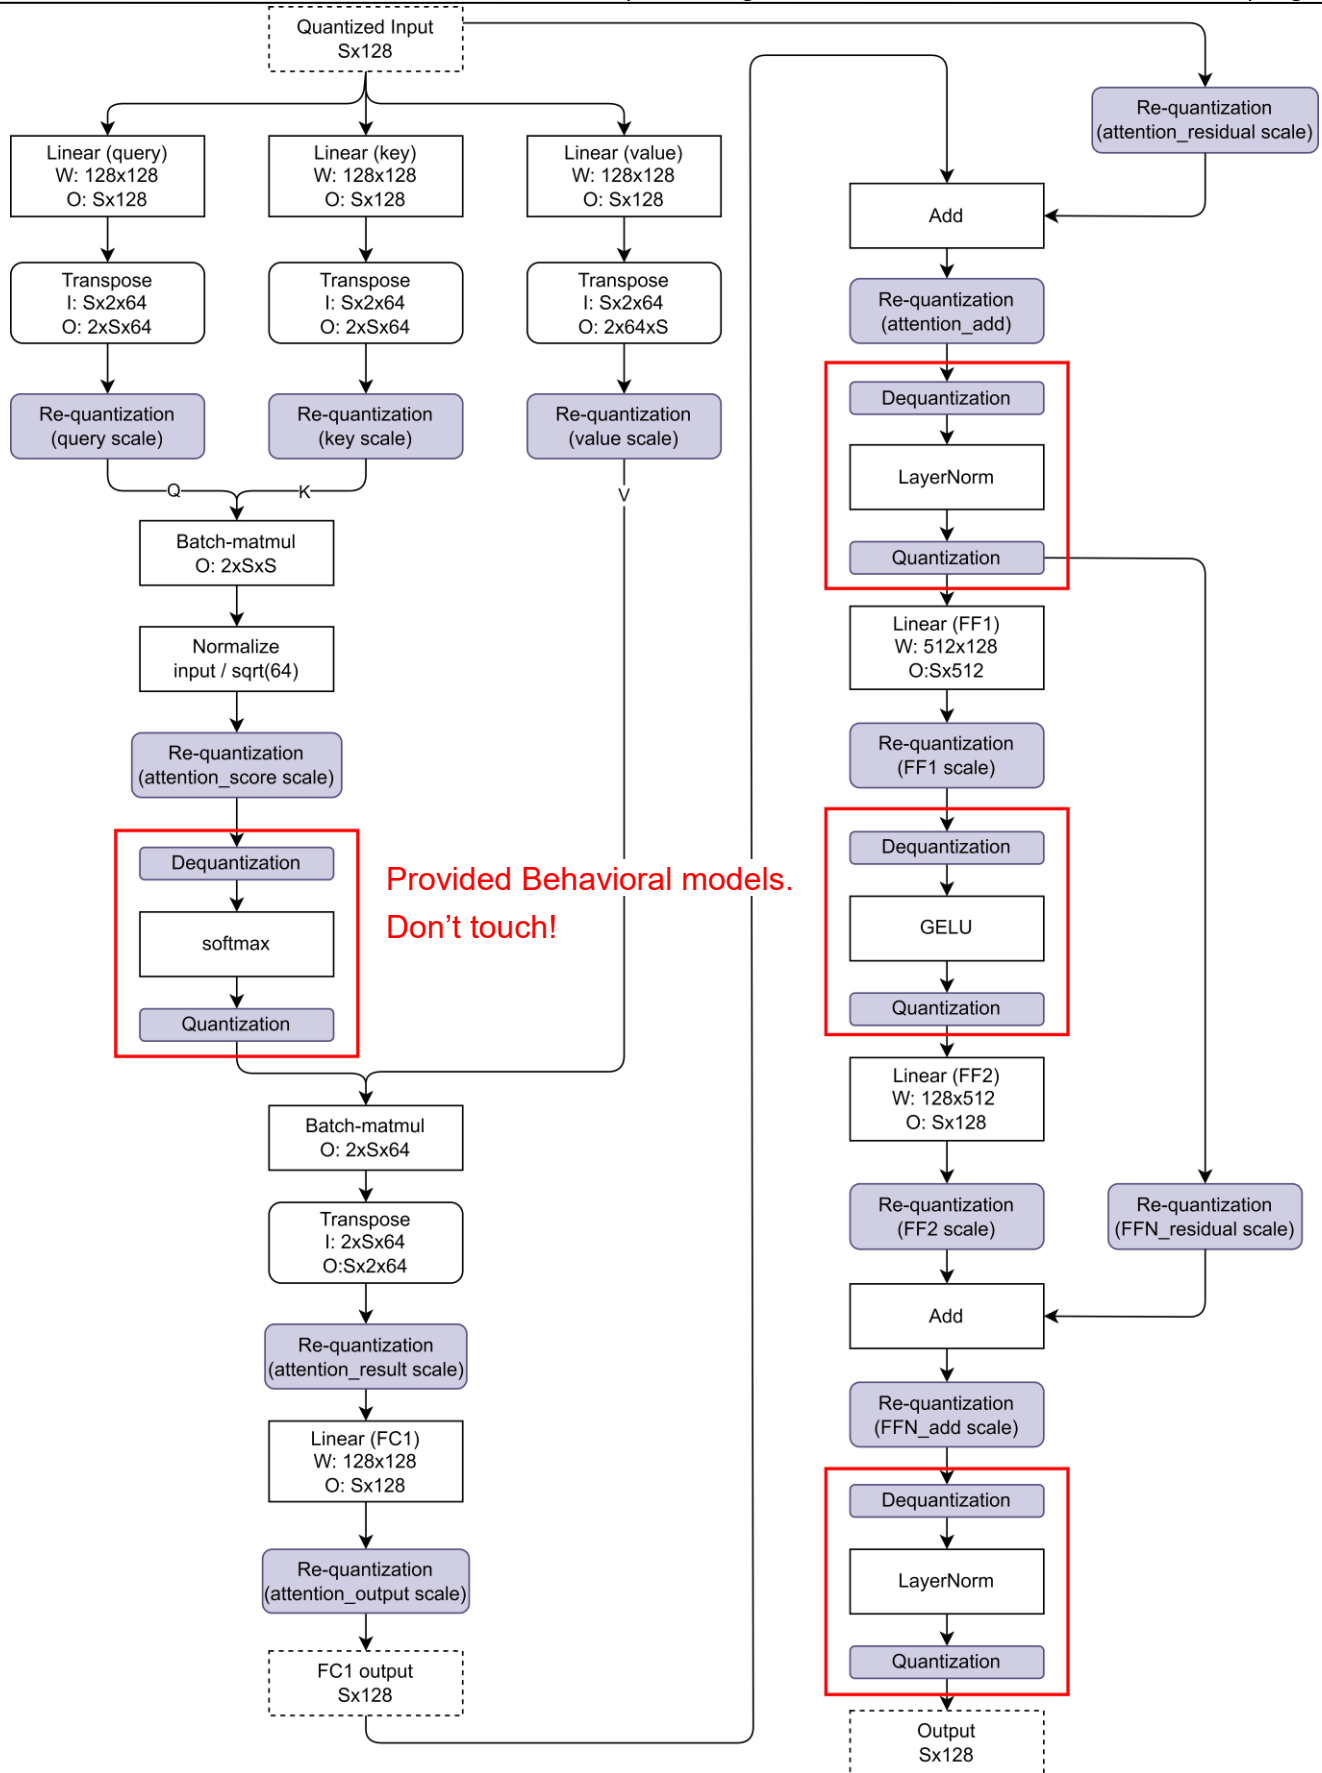 Quantized Input
Sx128
Linear (query)
W: 128x128
O: Sx128
Linear (key)
W: 128x128
O: Sx128
Linear (value)
W: 128x128
O: Sx128
Transpose
I: Sx2x64
O: 2xSx64
Transpose
I: Sx2x64
O: 2xSx64
Transpose
I: Sx2x64
O: 2x64xS
Re-quantization
(query scale)
Re-quantization
(key scale)
Re-quantization
(value scale)
Q
K
V
Batch-matmul
O: 2xSxS
Normalize
input / sqrt(64)
Re-quantization
(attention_score scale)
Dequantization
softmax
Quantization
Provided Behavioral models.
Don't touch!
Batch-matmul
O: 2xSx64
Transpose
I: 2xSx64
O:Sx2x64
Re-quantization
(attention_result scale)
Linear (FC1)
W: 128x128
O: Sx128
Re-quantization
(attention_output scale)
FC1 output
Sx128
Re-quantization
(attention_residual scale)
Add
Re-quantization
(attention_add)
Dequantization
LayerNorm
Quantization
Linear (FF1)
W: 512x128
O:Sx512
Re-quantization
(FF1 scale)
Dequantization
GELU
Quantization
Linear (FF2)
W: 128x512
O: Sx128
Re-quantization
(FF2 scale)
Re-quantization
(FFN_residual scale)
Add
Re-quantization
(FFN_add scale)
Dequantization
LayerNorm
Quantization
Output
Sx128